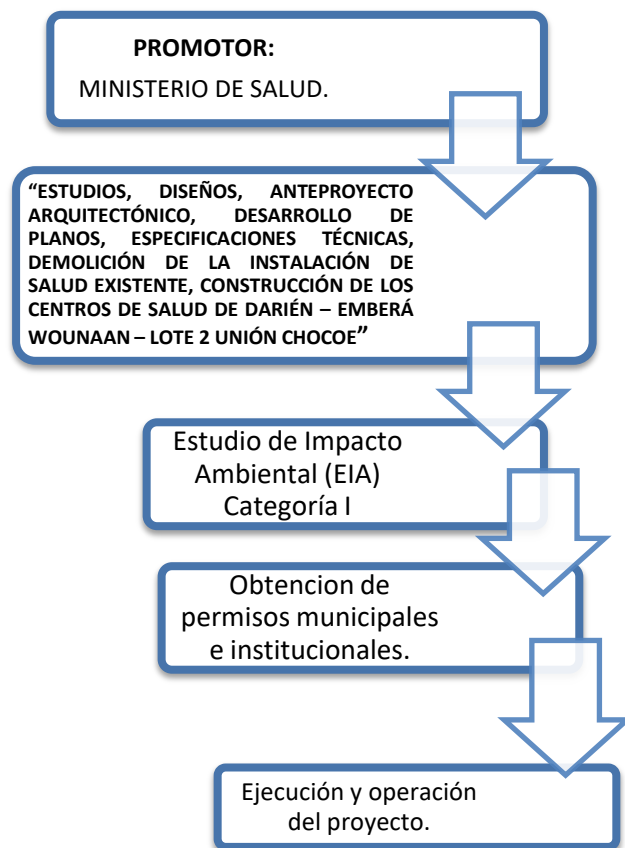 PROMOTOR:
MINISTERIO DE SALUD.
“ESTUDIOS, DISEÑOS, ANTEPROYECTO
ARQUITECTÓNICO, DESARROLLO DE
PLANOS, ESPECIFICACIONES TÉCNICAS,
DEMOLICIÓN DE LA INSTALACIÓN DE
SALUD EXISTENTE, CONSTRUCCIÓN DE LOS
CENTROS DE SALUD DE DARIÉN – EMBERÁ
WOUNAAN – LOTE 2 UNIÓN CHOCOE”
Estudio de Impacto
Ambiental (EIA)
Categoría I
Obtencion de
permisos municipales
e institucionales.
Ejecución y operación
del proyecto.